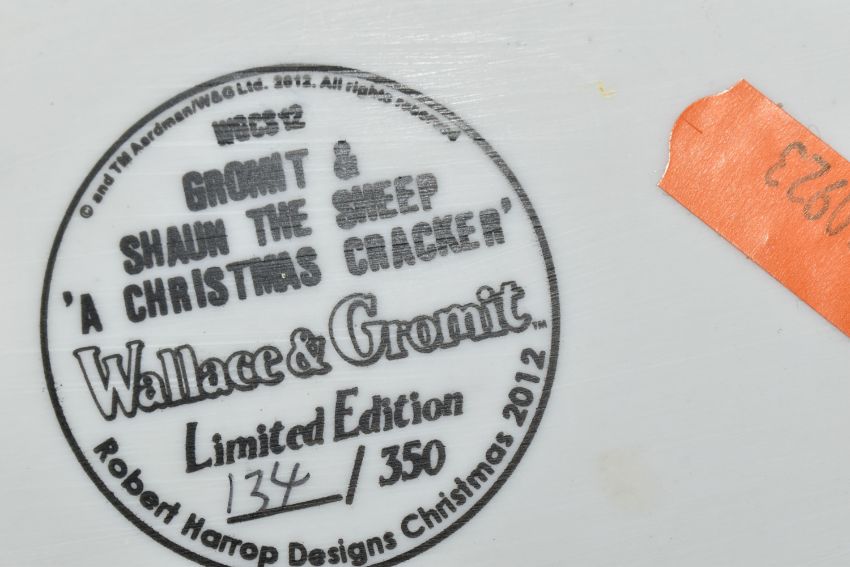 © and TM Aardman/W&G Ltd. 2012. All rights reserved
WGCS12
GROMIT &
SHAUN THE SHEEP
'A CHRISTMAS CRACKER'
Wallace & Gromit™
Limited Edition
134 / 350
Robert Harrop Designs Christmas 2012